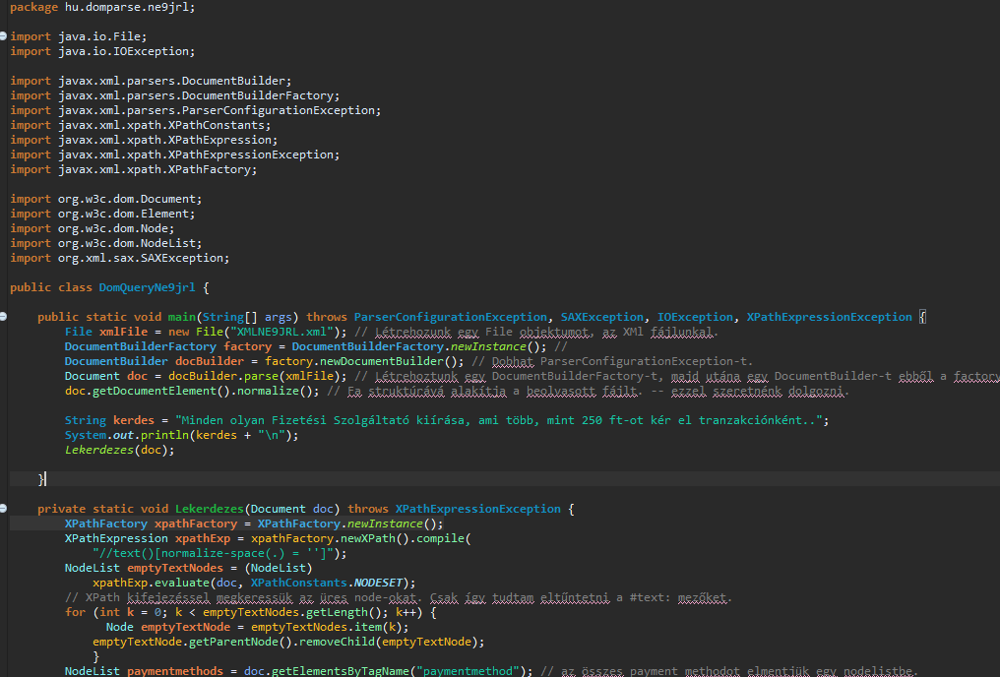 package hu.domparse.ne9jrl;
import java.io.File;
import java.io.IOException;
import javax.xml.parsers.DocumentBuilder;
import javax.xml.parsers.DocumentBuilderFactory;
import javax.xml.parsers.ParserConfigurationException;
import javax.xml.xpath.XPathConstants;
import javax.xml.xpath.XPathExpression;
import javax.xml.xpath.XPathExpressionException;
import javax.xml.xpath.XPathFactory;
import org.w3c.dom.Document;
import org.w3c.dom.Element;
import org.w3c.dom.Node;
import org.w3c.dom.NodeList;
import org.xml.sax.SAXException;
public class DomQueryNe9jrl {
public static void main(String[] args) throws ParserConfigurationException, SAXException, IOException, XPathExpressionException {
File xmlFile = new File("XMLNE9JRL.xml"); // Létrehozunk egy File objektumot, az XMl fájlunkal.
DocumentBuilderFactory factory = DocumentBuilderFactory.newInstance(); //
DocumentBuilder docBuilder = factory.newDocumentBuilder(); // Dobhat ParserConfigurationException-t.
Document doc = docBuilder.parse(xmlFile); // Létrehoztunk egy DocumentBuilderFactory-t, majd utána egy DocumentBuilder-t ebből a factory
doc.getDocumentElement().normalize(); // Fa struktúrává alakítja a beolvasott fájlt. -- ezzel szeretnénk dolgozni.
String kerdes = "Minden olyan Fizetési Szolgáltató kiírása, ami több, mint 250 ft-ot kér el tranzakciónként..";
System.out.println(kerdes + "\n");
Lekerdezes(doc);
}
private static void Lekerdezes(Document doc) throws XPathExpressionException {
XPathFactory xpathFactory = XPathFactory.newInstance();
XPathExpression xpathExp = xpathFactory.newXPath().compile(
"//text()[normalize-space(.) = '']");
NodeList emptyTextNodes = (NodeList)
xpathExp.evaluate(doc, XPathConstants.NODESET);
// XPath kifejezéssel megkeressük az üres node-okat. Csak így tudtam eltűntetni a #text: mezőket.
for (int k = 0; k < emptyTextNodes.getLength(); k++) {
Node emptyTextNode = emptyTextNodes.item(k);
emptyTextNode.getParentNode().removeChild(emptyTextNode);
}
NodeList paymentmethods = doc.getElementsByTagName("paymentmethod"); // az összes payment methodot elmentjük egy nodelistbe.